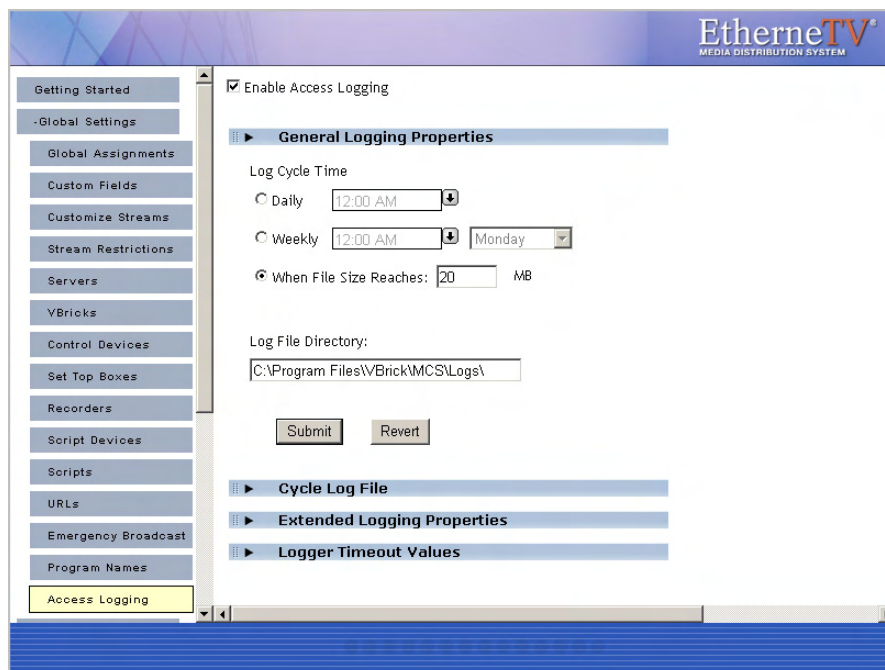 EtherneTV®
MEDIA DISTRIBUTION SYSTEM
Getting Started
-Global Settings
Global Assignments
Custom Fields
Customize Streams
Stream Restrictions
Servers
VBricks
Control Devices
Set Top Boxes
Recorders
Script Devices
Scripts
URLs
Emergency Broadcast
Program Names
Access Logging
Enable Access Logging
General Logging Properties
Log Cycle Time
Daily 12:00 AM
Weekly 12:00 AM Monday
When File Size Reaches: 20 MB
Log File Directory:
C:\Program Files\VBrick\MCS\Logs\
Submit Revert
Cycle Log File
Extended Logging Properties
Logger Timeout Values